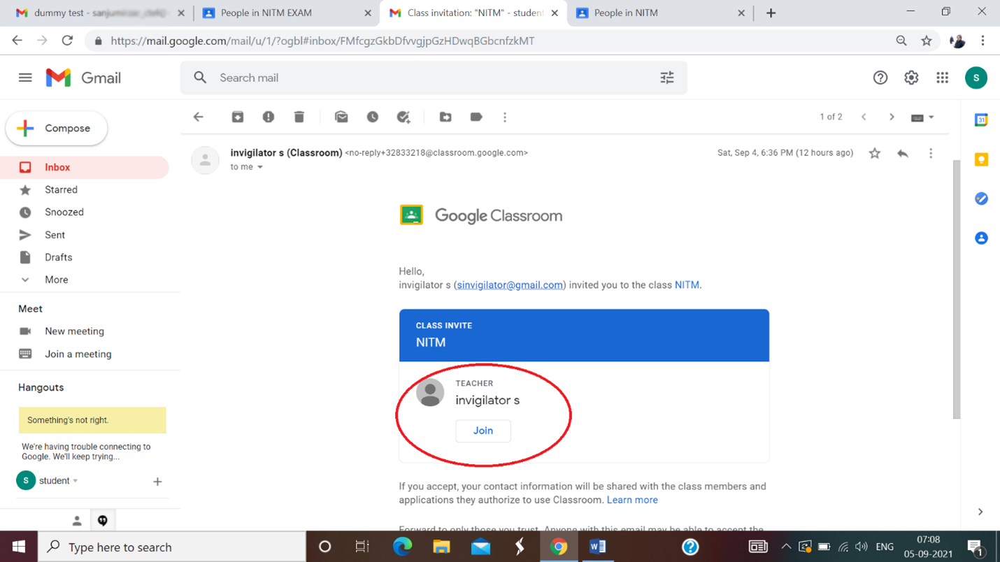 dummy test -
People in NITM EXAM
Class invitation: "NITM" - student
People in NITM
https://mail.google.com/mail/u/1/?ogbl#inbox/FMfcgzGkbDfvvgjpGzHDwqBGbcnfzkMT
Gmail
Search mail
S
Compose
1 of 2
31
invigilator s (Classroom) <no-reply+32833218@classroom.google.com>
Sat, Sep 4, 6:36 PM (12 hours ago)
to me
Inbox
Starred
Snoozed
Sent
Drafts
More
Meet
New meeting
Join a meeting
Hangouts
Something's not right.
We're having trouble connecting to
Google. We'll keep trying...
S student
Google Classroom
Hello,
invigilator s (sinvigilator@gmail.com) invited you to the class NITM.
CLASS INVITE
NITM
TEACHER
invigilator s
Join
If you accept, your contact information will be shared with the class members and
applications they authorize to use Classroom. Learn more
Forward to only those you trust. Anyone with this email may be able to accept the
Type here to search
ENG
07:08
05-09-2021
1